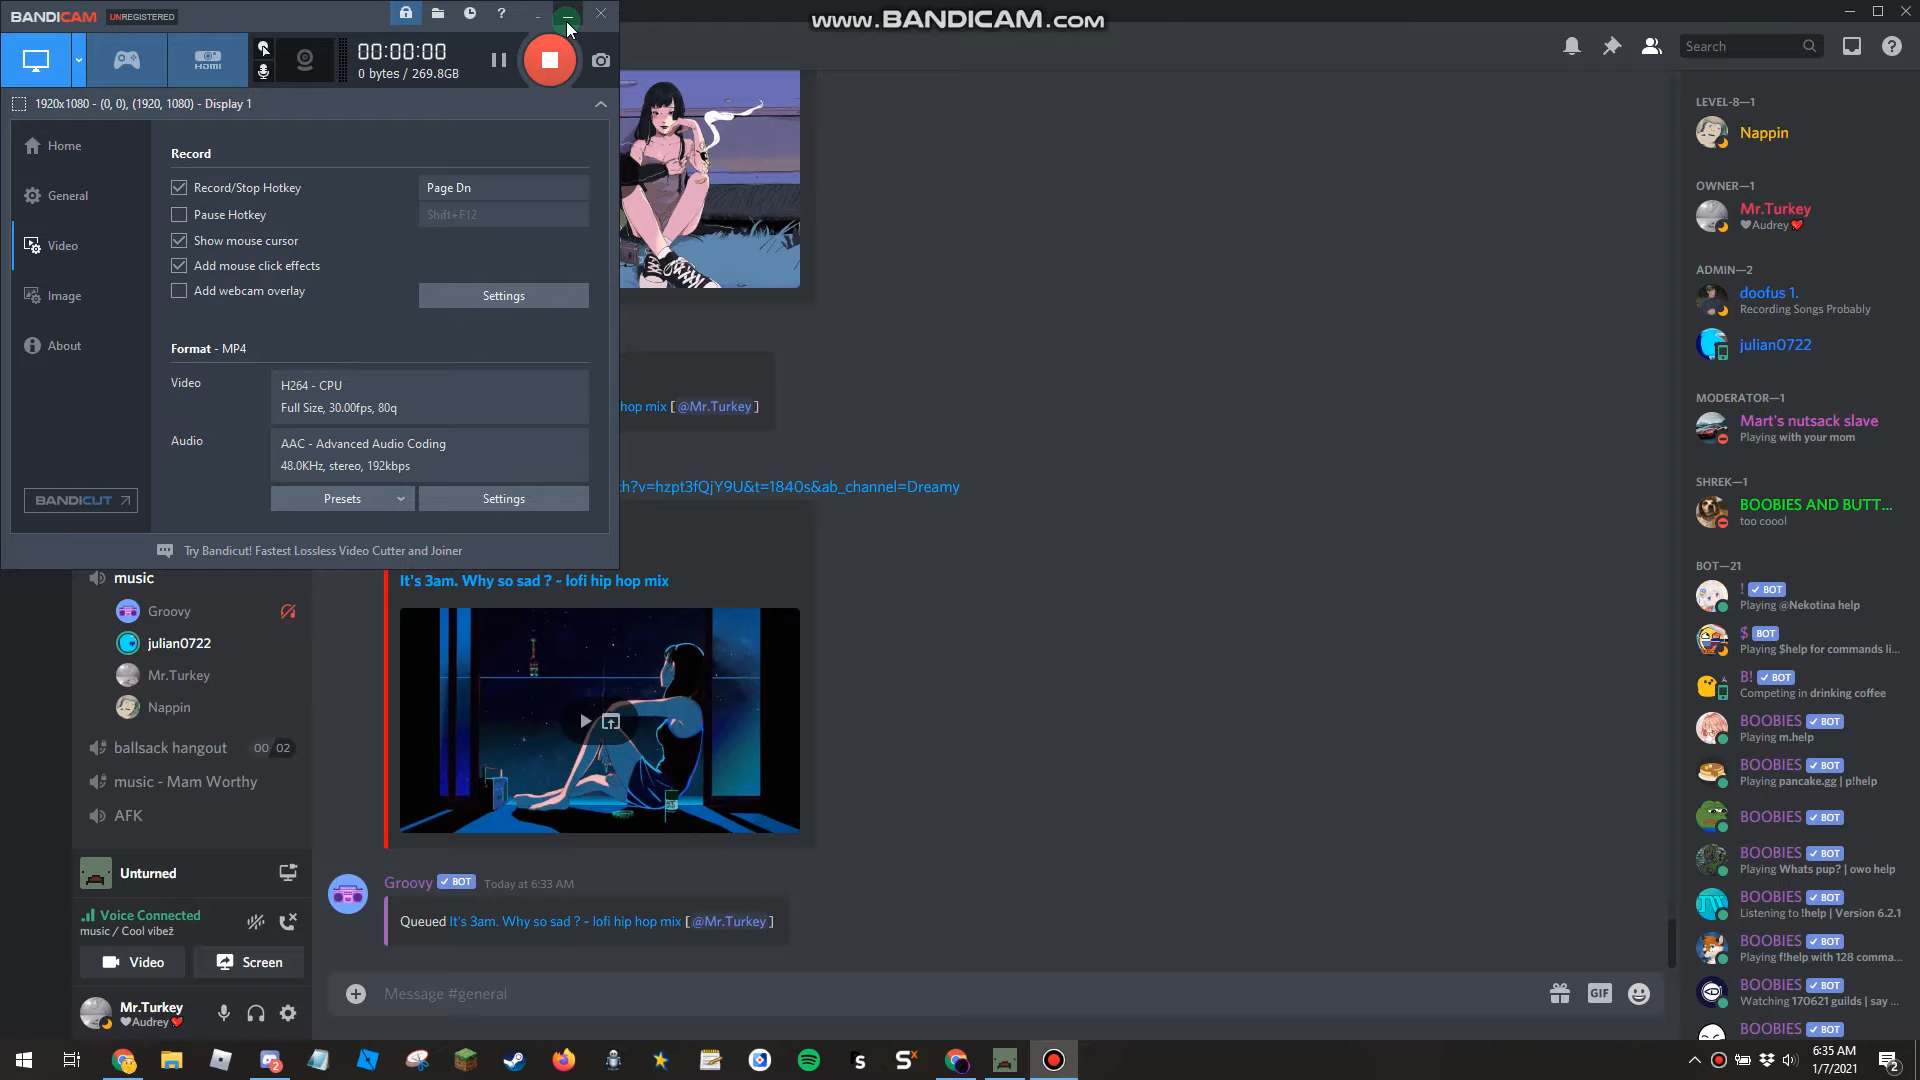 BANDICAM UNREGISTERED
www.BANDICAM.com
00:00:00
0 bytes / 269.8GB
HDMI
1920x1080 - (0, 0), (1920, 1080) - Display 1
Home
General
Video
Image
About
BANDICUT
Record
Record/Stop Hotkey
Page Dn
Pause Hotkey
Shift+F12
Show mouse cursor
Add mouse click effects
Add webcam overlay
Settings
Format - MP4
Video
H264 - CPU
Full Size, 30.00fps, 80q
Audio
AAC - Advanced Audio Coding
48.0KHz, stereo, 192kbps
Presets
Settings
Try Bandicut! Fastest Lossless Video Cutter and Joiner
music
Groovy
julian0722
Mr.Turkey
Nappin
ballsack hangout 00 02
music - Mam Worthy
AFK
Unturned
Voice Connected
music / Cool vibež
Video
Screen
Mr.Turkey
♥Audrey❤
hop mix [ @Mr.Turkey ]
ch?v=hzpt3fQjY9U&t=1840s&ab_channel=Dreamy
It's 3am. Why so sad ? - lofi hip hop mix
Groovy ✓ BOT Today at 6:33 AM
Queued It's 3am. Why so sad ? - lofi hip hop mix [ @Mr.Turkey ]
Message #general
GIF
Search
LEVEL-8—1
Nappin
OWNER—1
Mr.Turkey
♥Audrey❤
ADMIN—2
doofus 1.
Recording Songs Probably
julian0722
MODERATOR—1
Mart's nutsack slave
Playing with your mom
SHREK—1
BOOBIES AND BUTT...
too coool
BOT—21
! ✓ BOT
Playing @Nekotina help
$ BOT
Playing $help for commands li...
B! ✓ BOT
Competing in drinking coffee
BOOBIES ✓ BOT
Playing m.help
BOOBIES ✓ BOT
Playing pancake.gg | p!help
BOOBIES ✓ BOT
BOOBIES ✓ BOT
Playing Whats pup? | owo help
BOOBIES ✓ BOT
Listening to !help | Version 6.2.1
BOOBIES ✓ BOT
Playing f!help with 128 comma...
BOOBIES ✓ BOT
Watching 170621 guilds | say ...
BOOBIES ✓ BOT
6:35 AM
1/7/2021
2